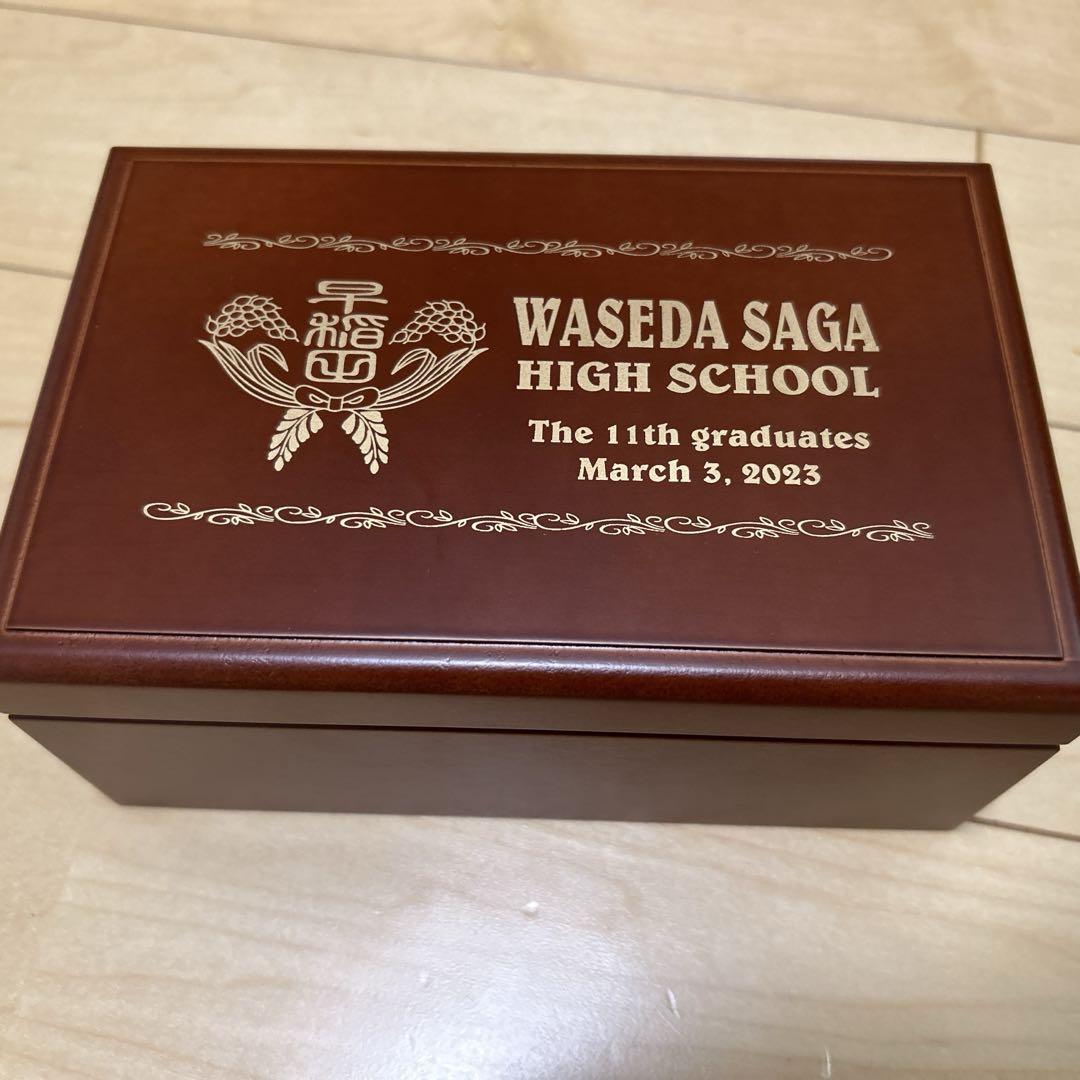 早稲田
WASEDA SAGA
HIGH SCHOOL
The 11th graduates
March 3, 2023